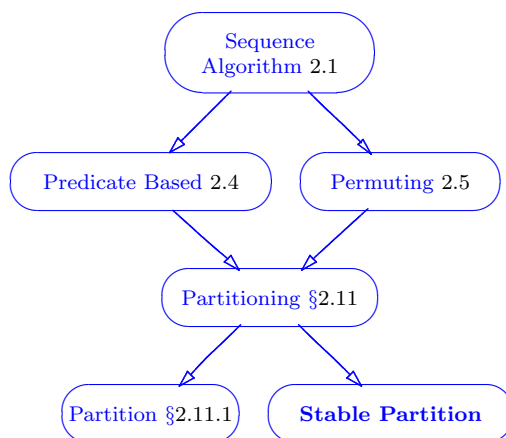 Sequence
Algorithm 2.1
Predicate Based 2.4
Permuting 2.5
Partitioning §2.11
Partition §2.11.1
Stable Partition